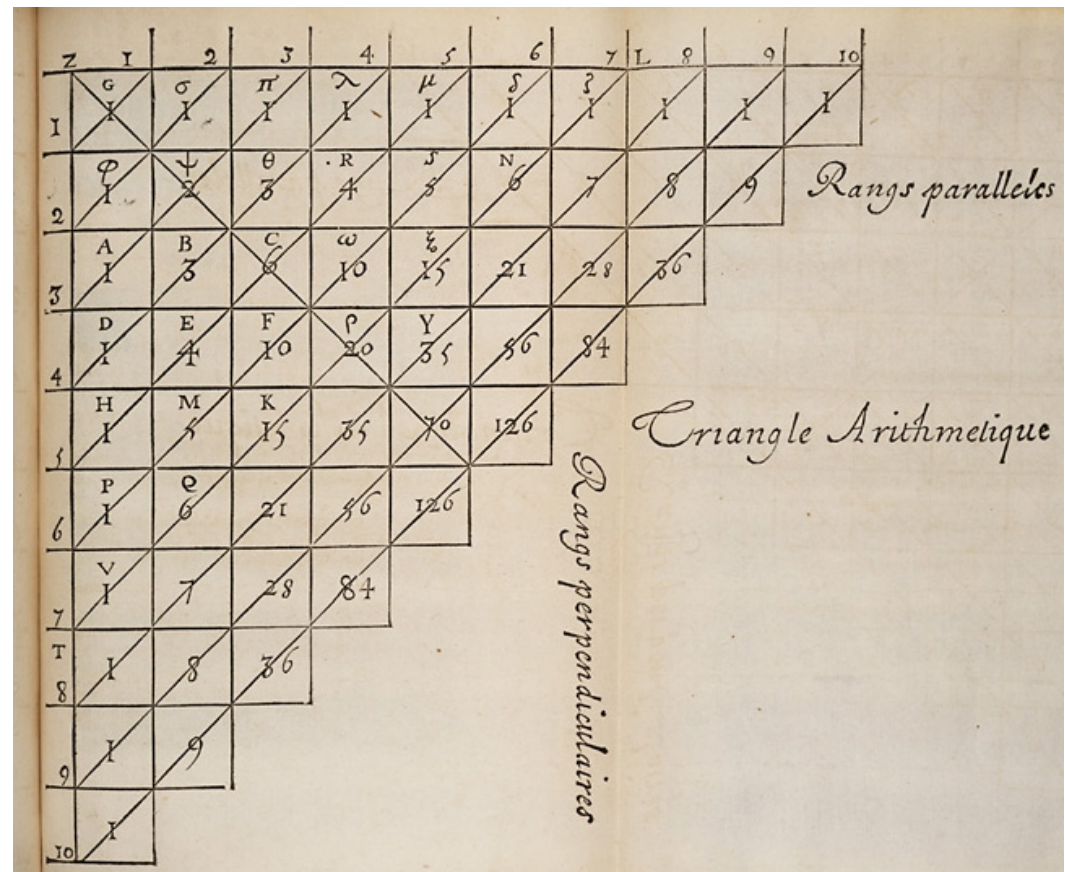 Z 1 2 3 4 5 6 7 L 8 9 10
G σ π λ μ δ ζ
1 1 1 1 1 1 1 1 1 1 1
φ ψ θ R S N
2 1 2 3 4 5 6 7 8 9
Rangs paralleles
A B C ω ξ
3 1 3 6 10 15 21 28 36
D E F ρ Y
4 1 4 10 20 35 56 84
H M K
5 1 5 15 35 70 126
Triangle Arithmetique
P Q
6 1 6 21 56 126
V
7 1 7 28 84
Rangs perpendiculaires
T
8 1 8 36
9 1 9
10 1